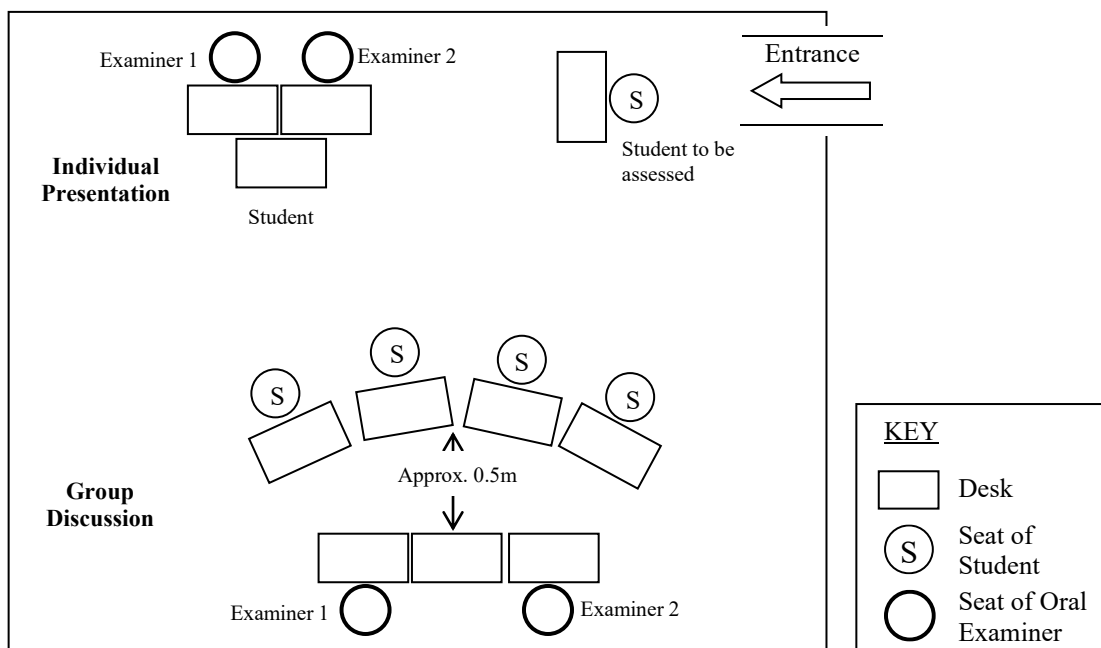 Examiner 1
Examiner 2
Entrance
S
Student to be
assessed
Individual
Presentation
Student
S
S
S
S
Approx. 0.5m
Group
Discussion
Examiner 1
Examiner 2
KEY
Desk
S
Seat of
Student
Seat of Oral
Examiner